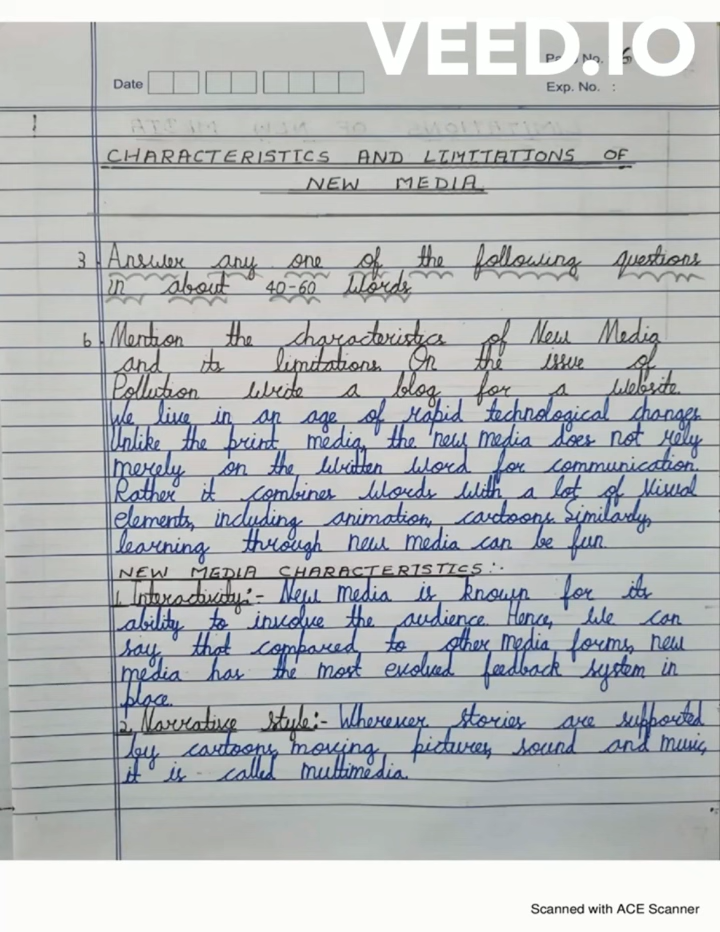 VEED.IO
Page No. 6
Date
Exp. No. :
CHARACTERISTICS AND LIMITATIONS OF
NEW MEDIA
3 Answer any one of the following questions
in about 40-60 Words
6 Mention the characteristics of New Media
and its limitations. On the issue of
Pollution Write a blog for a Website.
We live in an age of rapid technological changes.
Unlike the print media, the new media does not rely
merely on the Written Word for communication.
Rather it combines Words With a lot of Visual
elements, including animation, cartoons. Similarly,
learning through new media can be fun.
NEW MEDIA CHARACTERISTICS:-
1. Interactivity:- New media is known for its
ability to involve the audience. Hence, We can
say that compared to other media forms, new
media has the most evolved feedback system in
place.
2. Narrative Style:- Wherever stories are supported
by cartoons, moving pictures, sound and music,
it is called multimedia.
Scanned with ACE Scanner